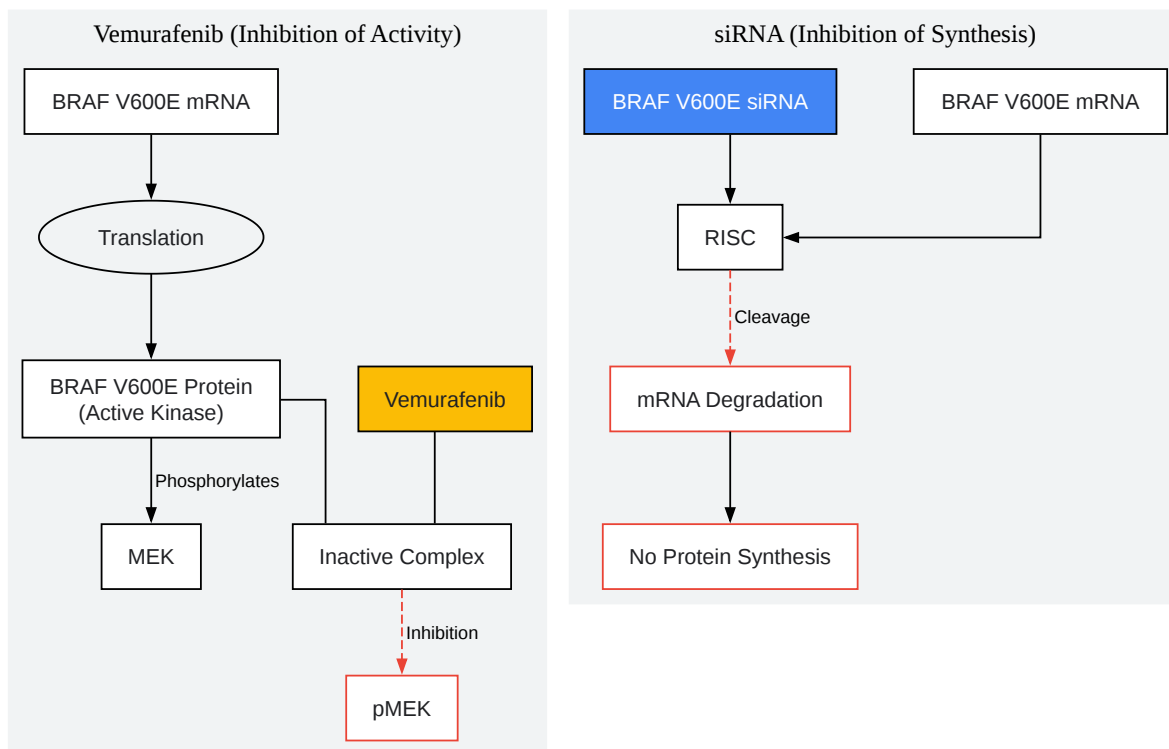 Vemurafenib (Inhibition of Activity)
BRAF V600E mRNA
Translation
BRAF V600E Protein
(Active Kinase)
Vemurafenib
Phosphorylates
MEK
Inactive Complex
Inhibition
pMEK
siRNA (Inhibition of Synthesis)
BRAF V600E siRNA
BRAF V600E mRNA
RISC
Cleavage
mRNA Degradation
No Protein Synthesis